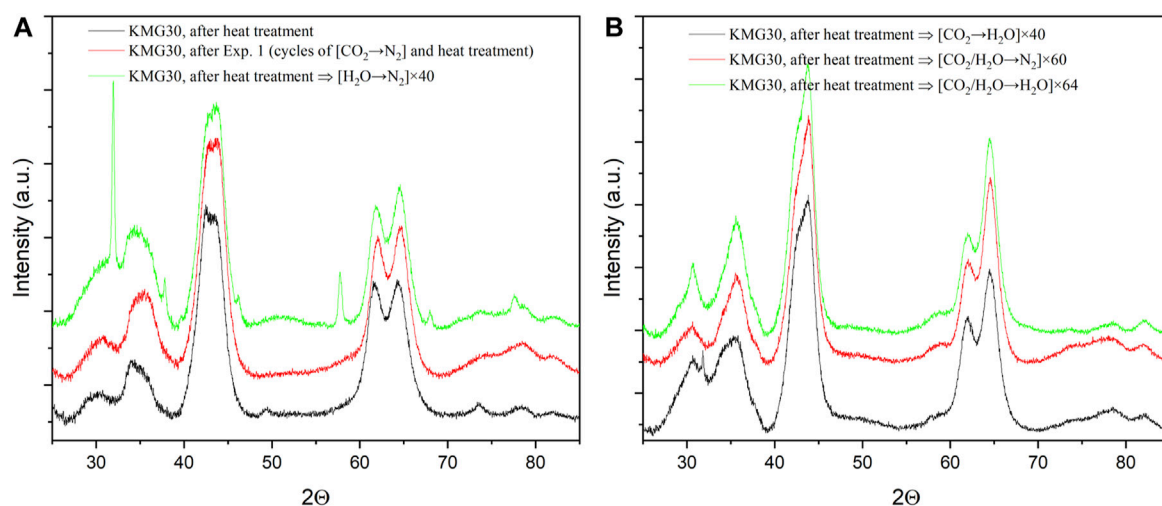 A
KMG30, after heat treatment
KMG30, after Exp. 1 (cycles of [CO₂→N₂] and heat treatment)
KMG30, after heat treatment ⇒ [H₂O→N₂]×40
Intensity (a.u.)
30 40 50 60 70 80
2Θ
B
KMG30, after heat treatment ⇒ [CO₂→H₂O]×40
KMG30, after heat treatment ⇒ [CO₂/H₂O→N₂]×60
KMG30, after heat treatment ⇒ [CO₂/H₂O→H₂O]×64
Intensity (a.u.)
30 40 50 60 70 80
2Θ